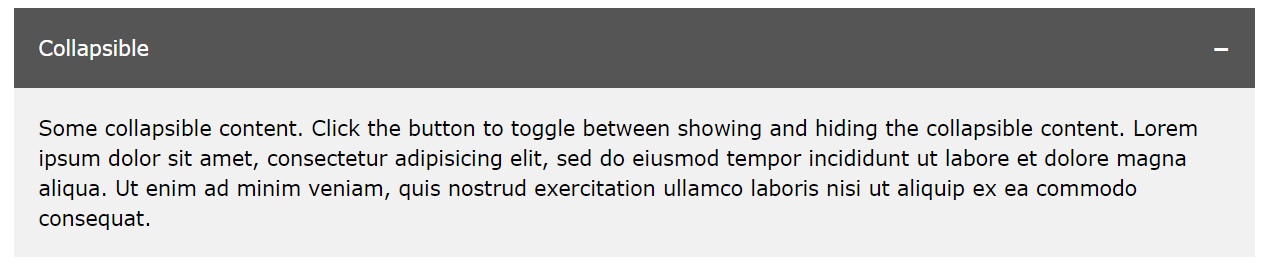 Collapsible –
Some collapsible content. Click the button to toggle between showing and hiding the collapsible content. Lorem
ipsum dolor sit amet, consectetur adipisicing elit, sed do eiusmod tempor incididunt ut labore et dolore magna
aliqua. Ut enim ad minim veniam, quis nostrud exercitation ullamco laboris nisi ut aliquip ex ea commodo
consequat.